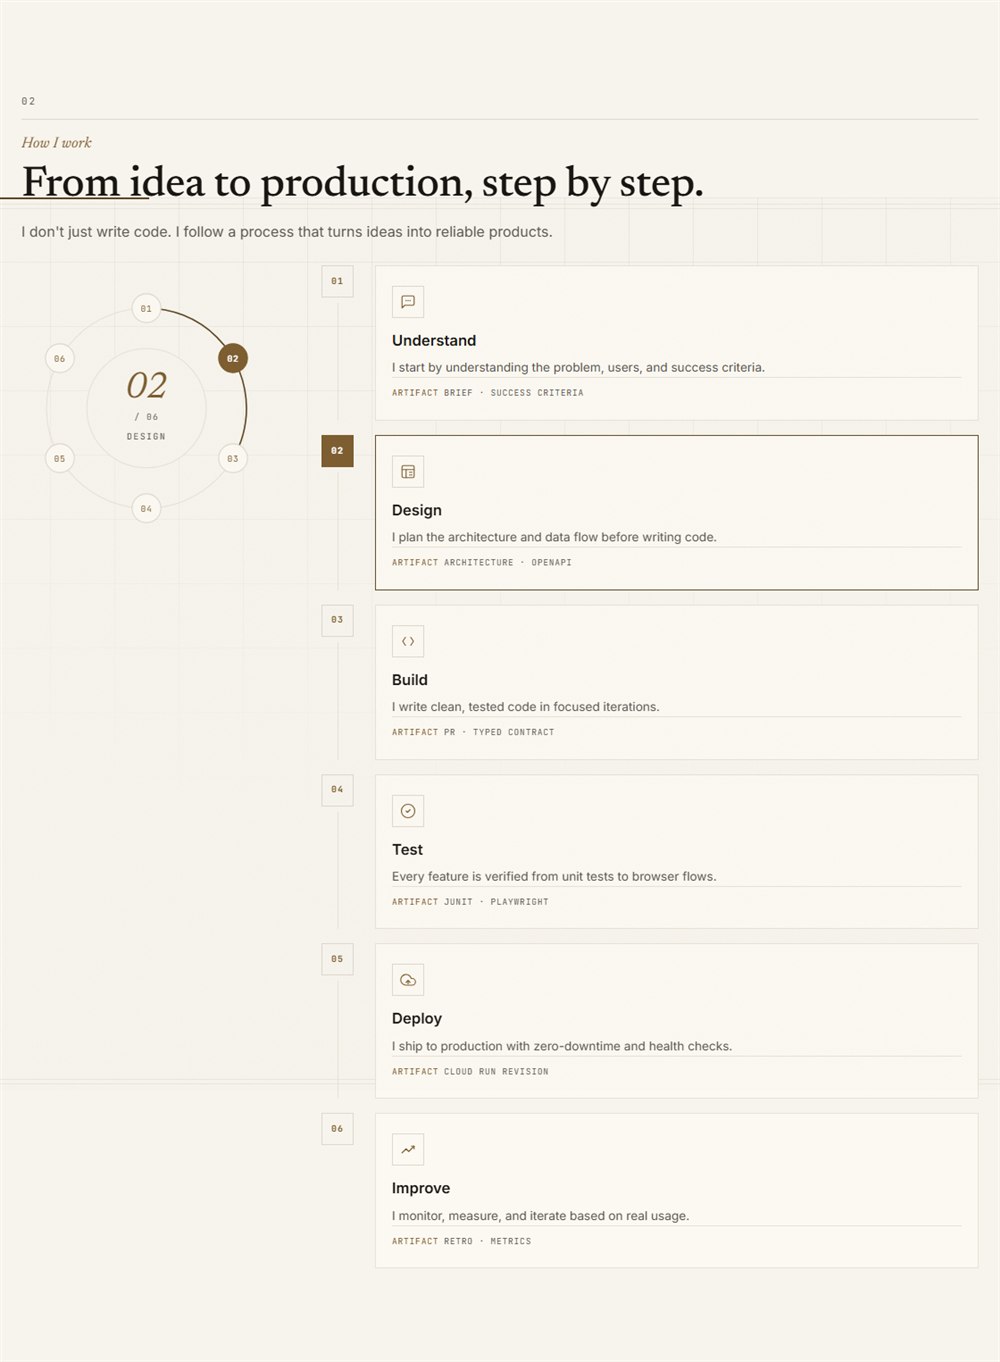 02
How I work
From idea to production, step by step.
I don't just write code. I follow a process that turns ideas into reliable products.
01
02
03
04
05
06
02
/ 06
DESIGN
01
Understand
I start by understanding the problem, users, and success criteria.
ARTIFACT BRIEF · SUCCESS CRITERIA
02
Design
I plan the architecture and data flow before writing code.
ARTIFACT ARCHITECTURE · OPENAPI
03
Build
I write clean, tested code in focused iterations.
ARTIFACT PR · TYPED CONTRACT
04
Test
Every feature is verified from unit tests to browser flows.
ARTIFACT JUNIT · PLAYWRIGHT
05
Deploy
I ship to production with zero-downtime and health checks.
ARTIFACT CLOUD RUN REVISION
06
Improve
I monitor, measure, and iterate based on real usage.
ARTIFACT RETRO · METRICS